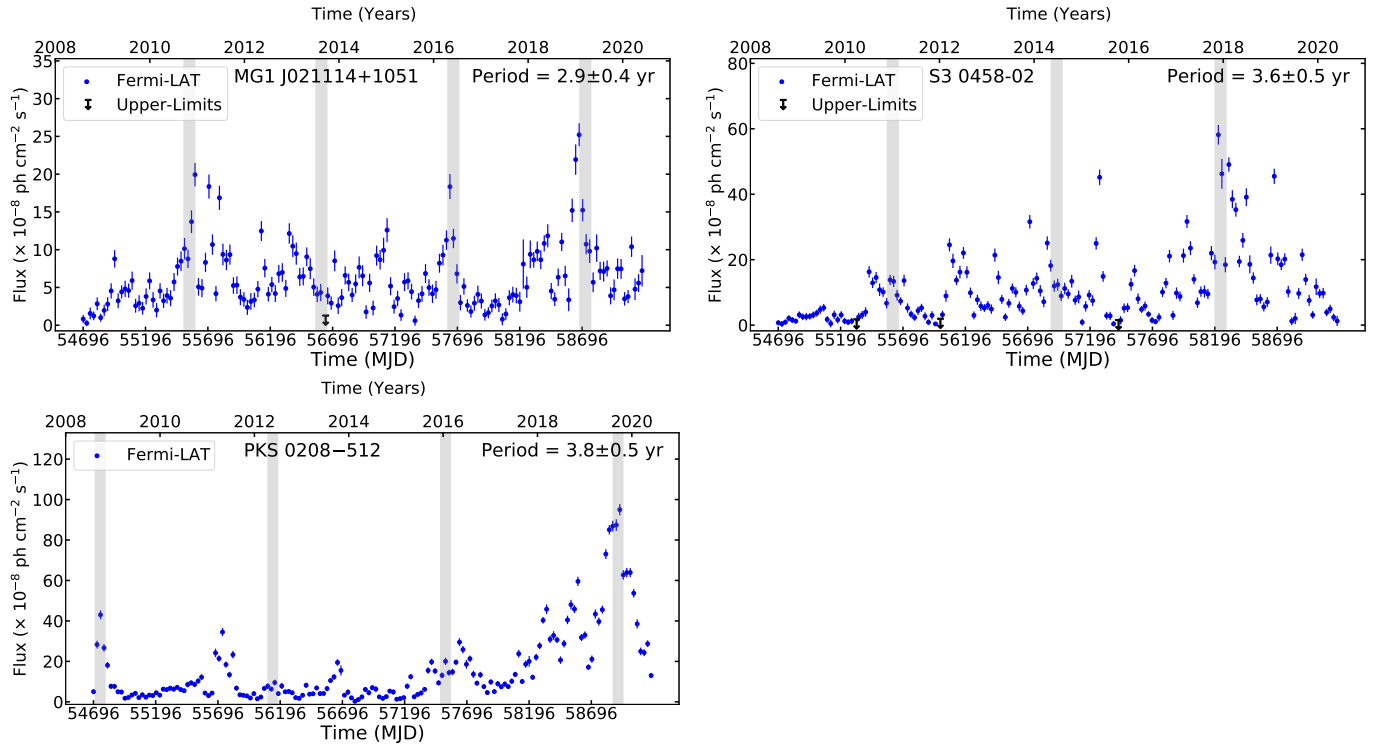 Time (Years)
2008 2010 2012 2014 2016 2018 2020
Fermi-LAT
Upper-Limits
MG1 J021114+1051
Period = 2.9±0.4 yr
Flux (× 10⁻⁸ ph cm⁻² s⁻¹)
35
30
25
20
15
10
5
0
54696 55196 55696 56196 56696 57196 57696 58196 58696
Time (MJD)
Time (Years)
2008 2010 2012 2014 2016 2018 2020
Fermi-LAT
Upper-Limits
S3 0458-02
Period = 3.6±0.5 yr
Flux (× 10⁻⁸ ph cm⁻² s⁻¹)
80
60
40
20
0
54696 55196 55696 56196 56696 57196 57696 58196 58696
Time (MJD)
Time (Years)
2008 2010 2012 2014 2016 2018 2020
Fermi-LAT
PKS 0208−512
Period = 3.8±0.5 yr
Flux (× 10⁻⁸ ph cm⁻² s⁻¹)
120
100
80
60
40
20
0
54696 55196 55696 56196 56696 57196 57696 58196 58696
Time (MJD)